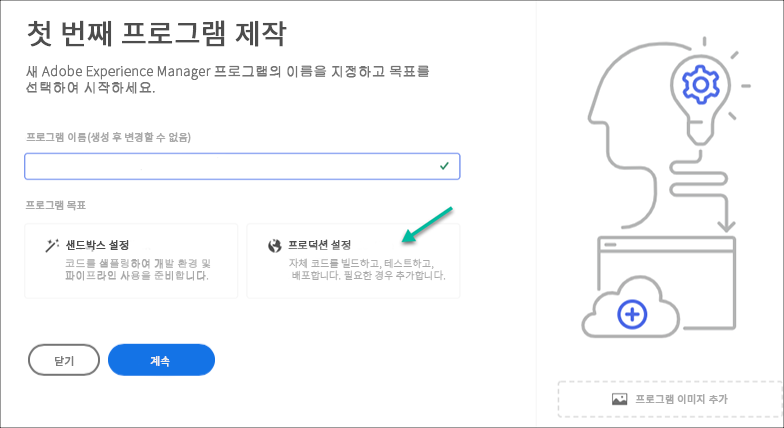 첫 번째 프로그램 제작
새 Adobe Experience Manager 프로그램의 이름을 지정하고 목표를
선택하여 시작하세요.
프로그램 이름(생성 후 변경할 수 없음)
프로그램 목표
샌드박스 설정
코드를 샘플링하여 개발 환경 및
파이프라인 사용을 준비합니다.
프로덕션 설정
자체 코드를 빌드하고, 테스트하고,
배포합니다. 필요한 경우 추가합니다.
닫기
계속
프로그램 이미지 추가